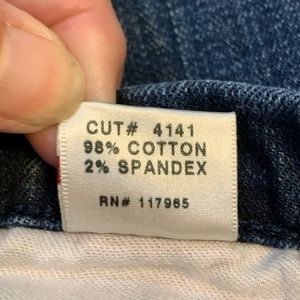 CUT# 4141
98% COTTON
2% SPANDEX
RN# 117965